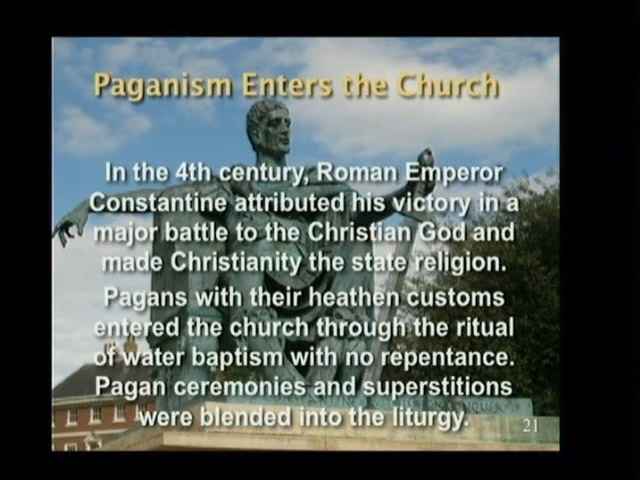 Paganism Enters the Church
In the 4th century, Roman Emperor
Constantine attributed his victory in a
major battle to the Christian God and
made Christianity the state religion.
Pagans with their heathen customs
entered the church through the ritual
of water baptism with no repentance.
Pagan ceremonies and superstitions
were blended into the liturgy.
21